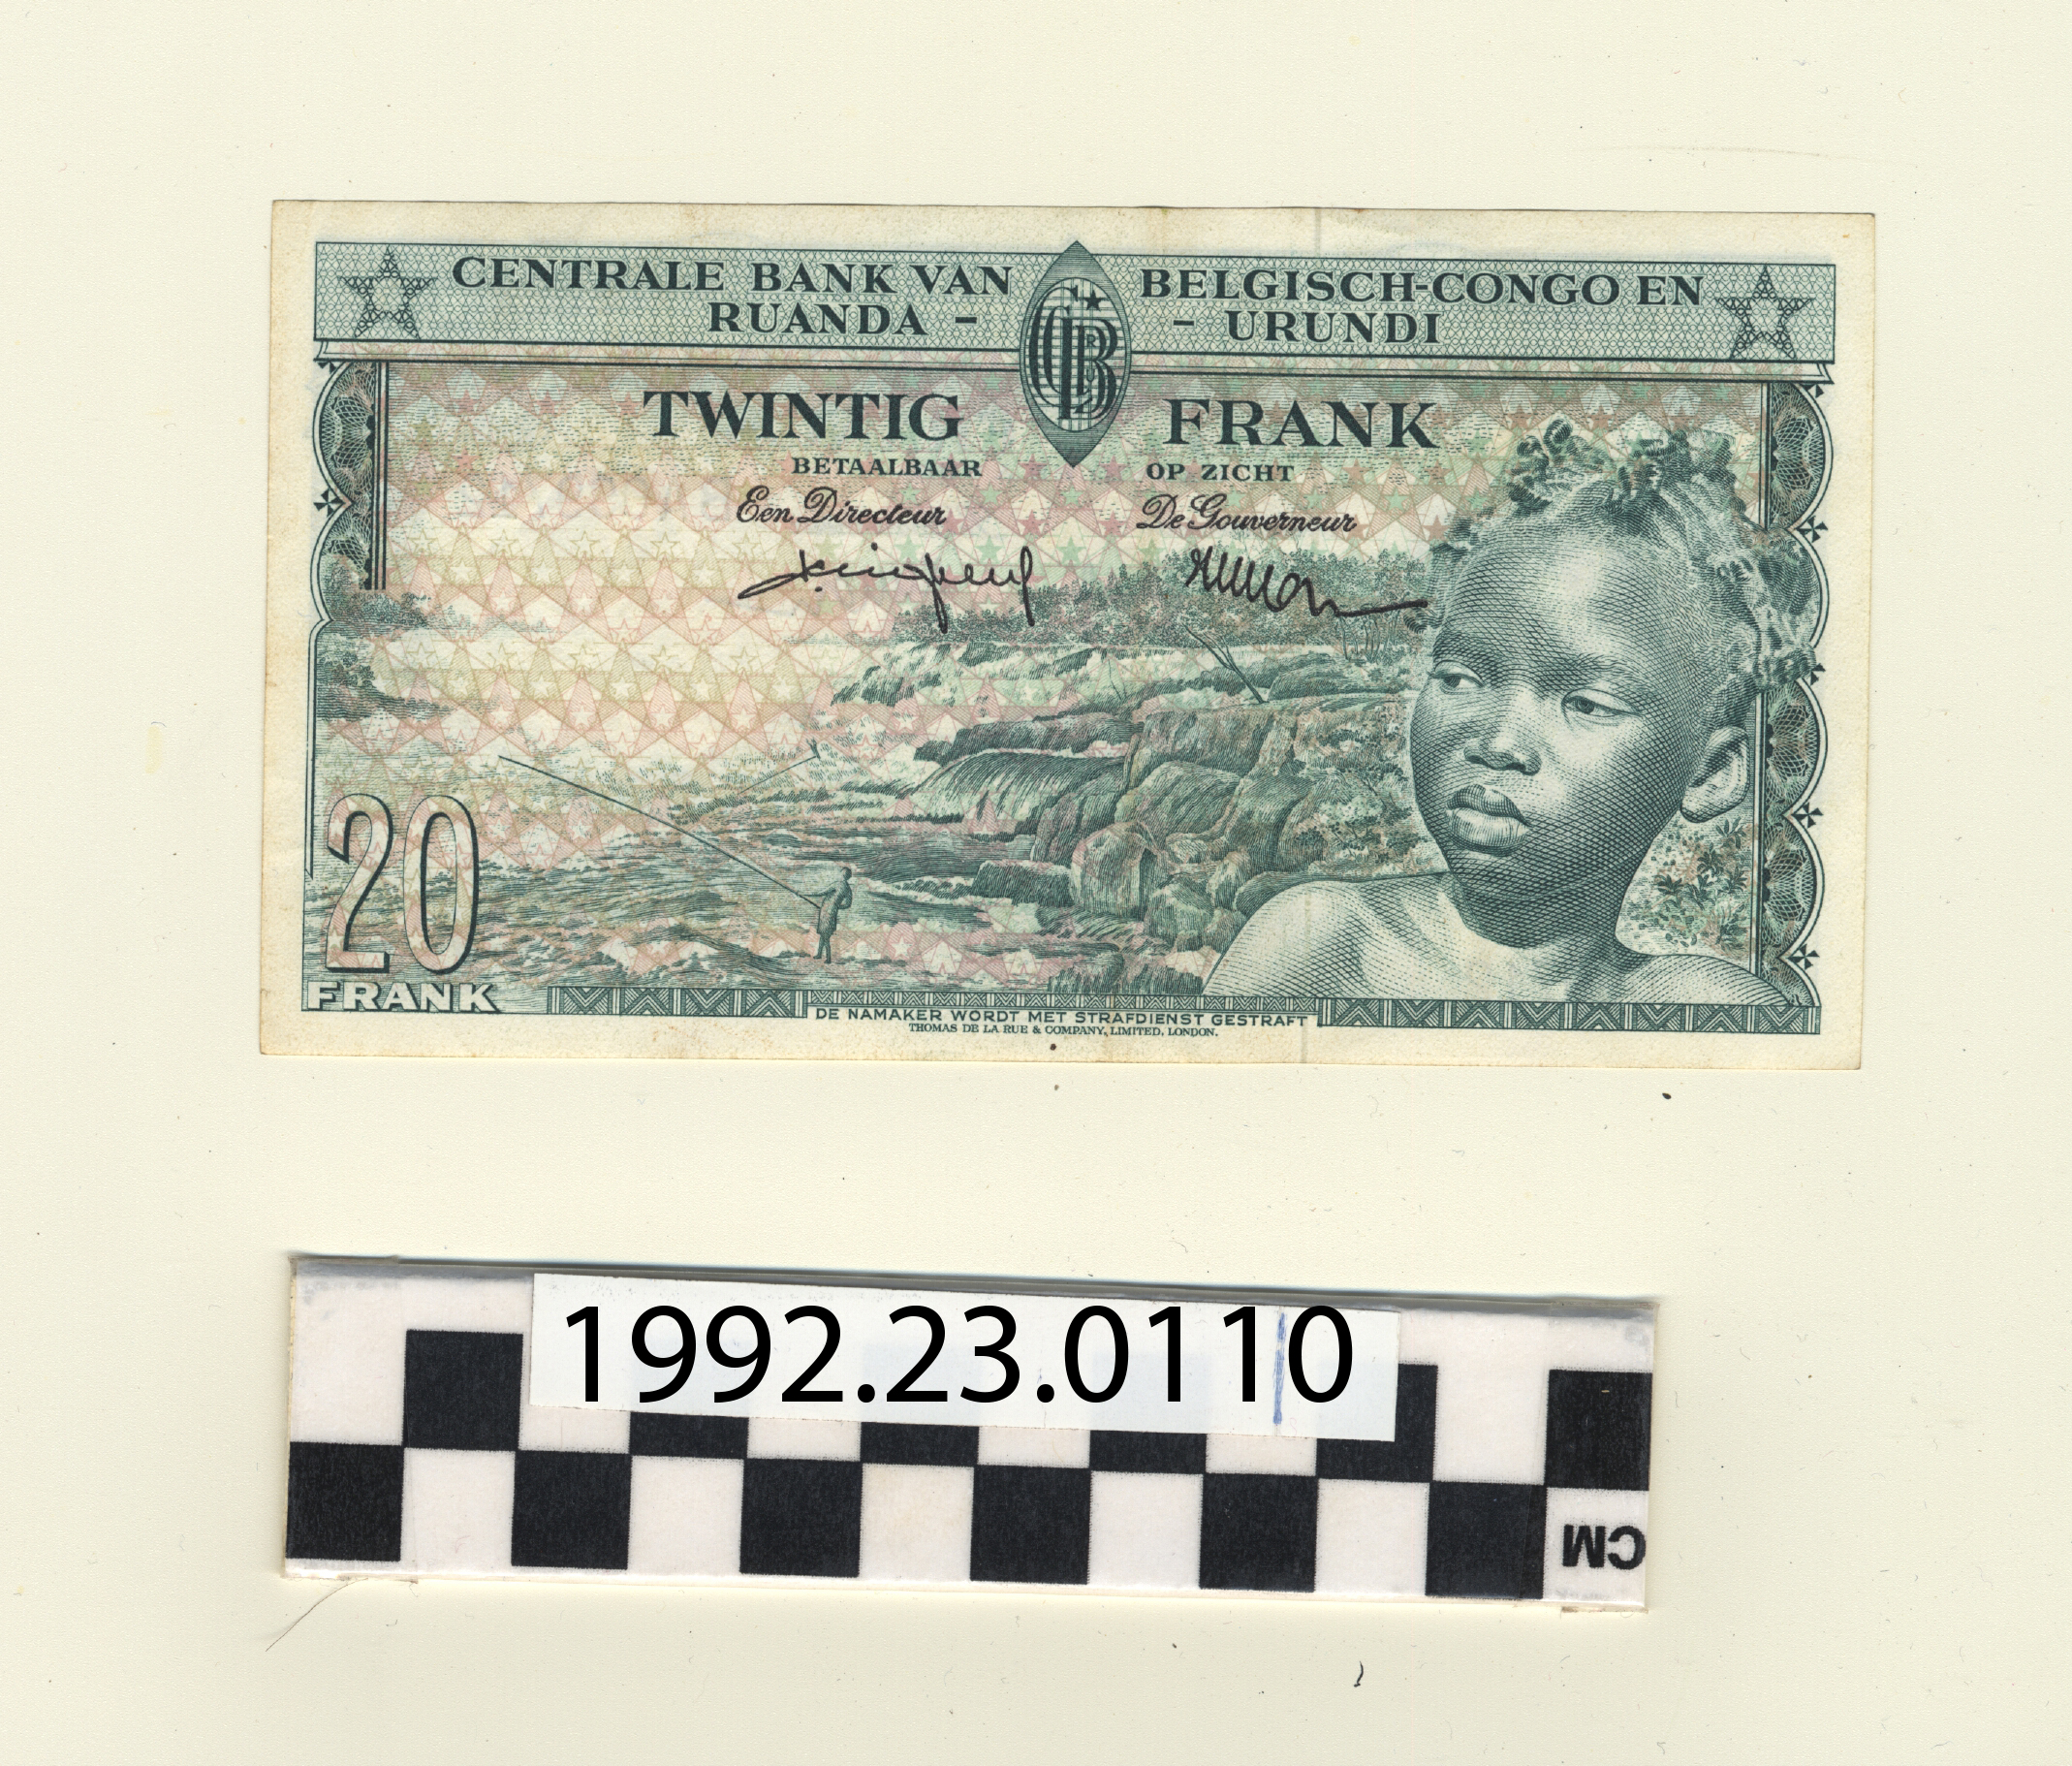 CENTRALE BANK VAN BELGISCH-CONGO EN
RUANDA - - URUNDI
TWINTIG FRANK
BETAALBAAR OP ZICHT
Een Directeur De Gouverneur
20
FRANK
DE NAMAKER WORDT MET STRAFDIENST GESTRAFT
THOMAS DE LA RUE & COMPANY, LIMITED, LONDON.
1992.23.0110
CM